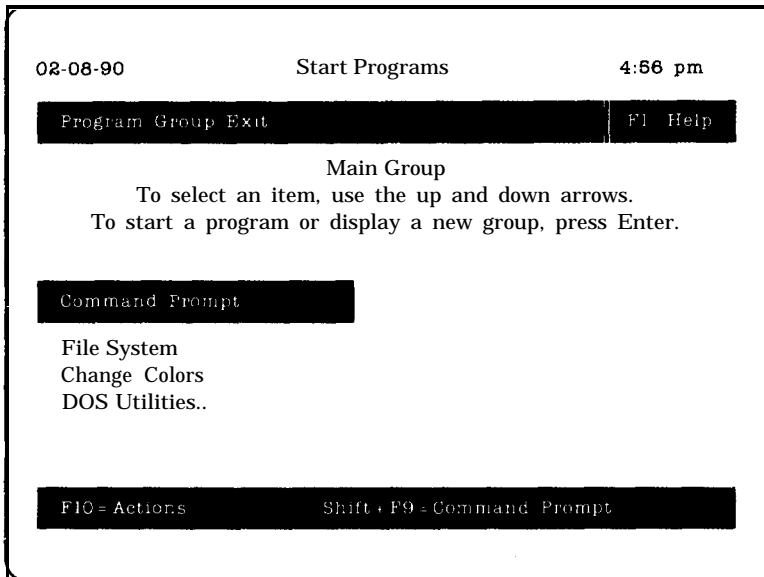 02-08-90 Start Programs 4:56 pm
Program Group Exit F1 Help
Main Group
To select an item, use the up and down arrows.
To start a program or display a new group, press Enter.
Command Prompt
File System
Change Colors
DOS Utilities..
F10 = Actions Shift + F9 = Command Prompt